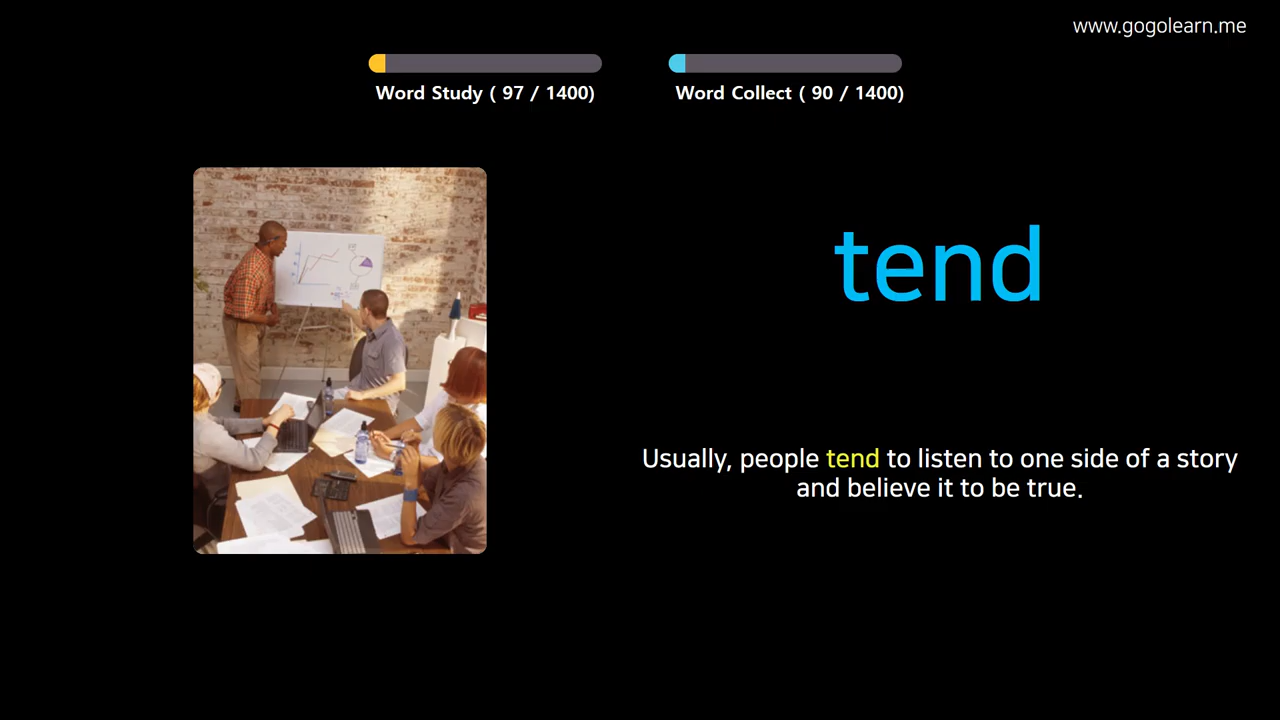 www.gogolearn.me
Word Study ( 97 / 1400)
Word Collect ( 90 / 1400)
tend
Usually, people tend to listen to one side of a story
and believe it to be true.